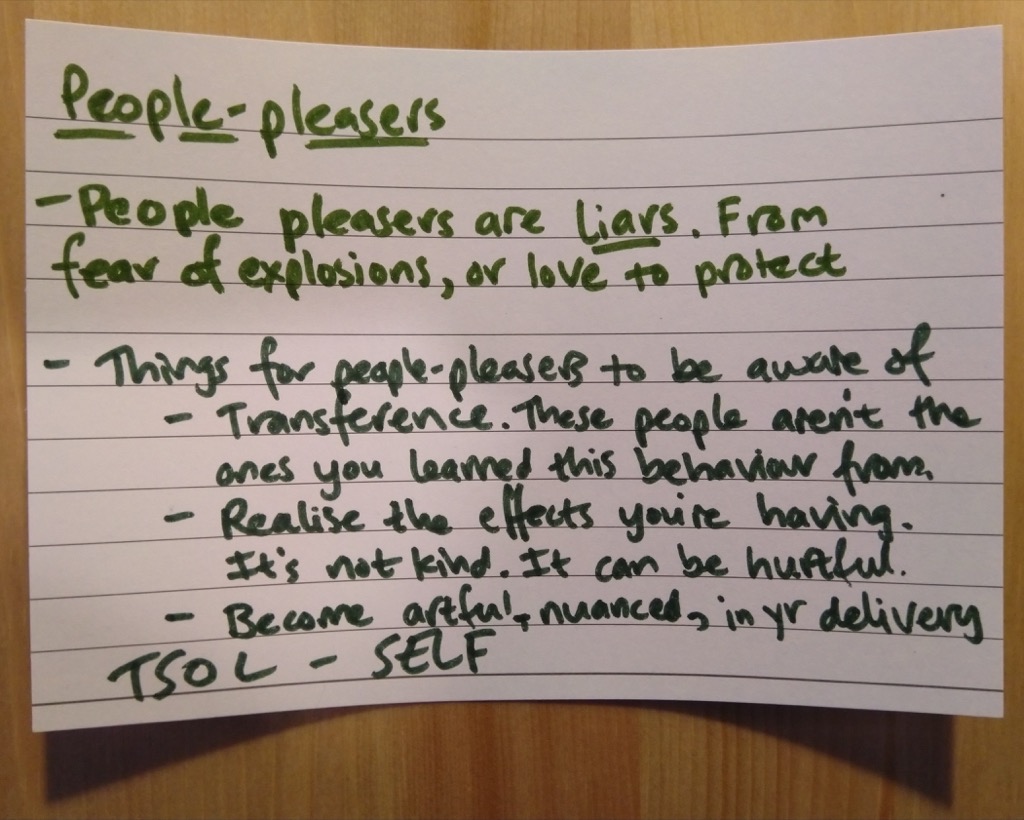 People-pleasers
- People pleasers are liars. From
fear of explosions, or love to protect
- Things for people-pleasers to be aware of
- Transference. These people aren't the
ones you learned this behaviour from.
- Realise the effects you're having.
It's not kind. It can be hurtful.
- Become artful, + nuanced, in yr delivery
TSOL - SELF